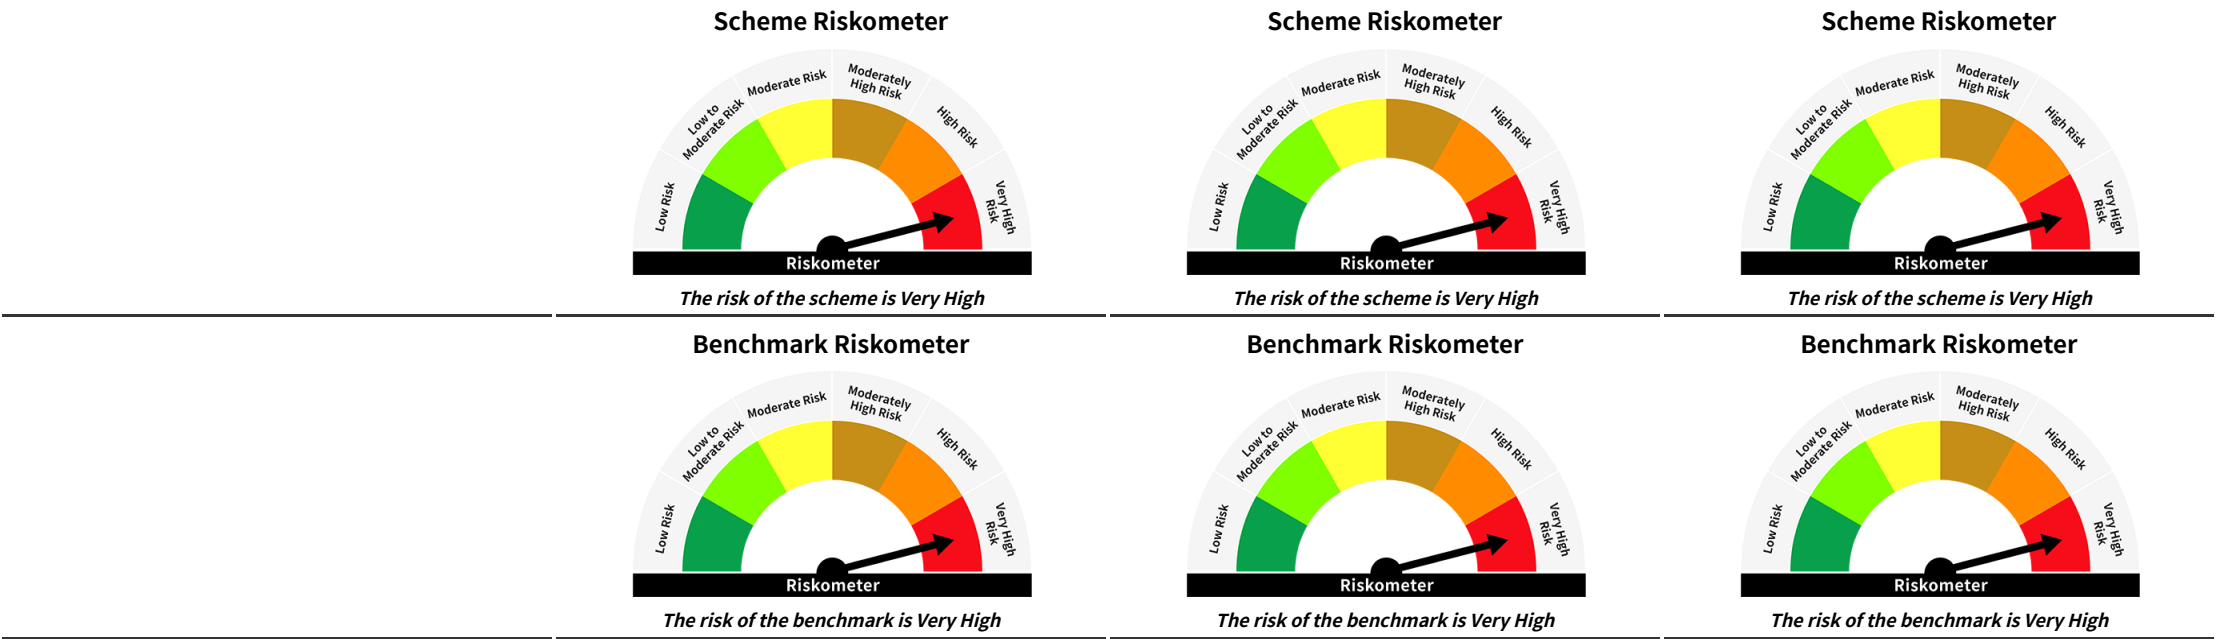 Scheme Riskometer
Low Risk
Low to
Moderate Risk
Moderate Risk
Moderately
High Risk
High Risk
Very High
Risk
Riskometer
The risk of the scheme is Very High
Scheme Riskometer
Low Risk
Low to
Moderate Risk
Moderate Risk
Moderately
High Risk
High Risk
Very High
Risk
Riskometer
The risk of the scheme is Very High
Scheme Riskometer
Low Risk
Low to
Moderate Risk
Moderate Risk
Moderately
High Risk
High Risk
Very High
Risk
Riskometer
The risk of the scheme is Very High
Benchmark Riskometer
Low Risk
Low to
Moderate Risk
Moderate Risk
Moderately
High Risk
High Risk
Very High
Risk
Riskometer
The risk of the benchmark is Very High
Benchmark Riskometer
Low Risk
Low to
Moderate Risk
Moderate Risk
Moderately
High Risk
High Risk
Very High
Risk
Riskometer
The risk of the benchmark is Very High
Benchmark Riskometer
Low Risk
Low to
Moderate Risk
Moderate Risk
Moderately
High Risk
High Risk
Very High
Risk
Riskometer
The risk of the benchmark is Very High